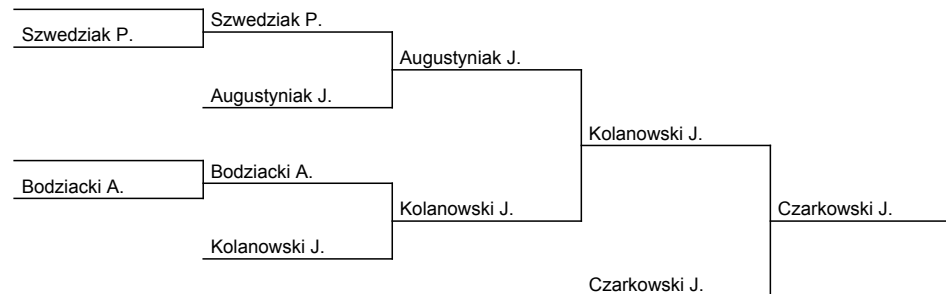 Szwedziak P.
Szwedziak P.
Augustyniak J.
Augustyniak J.
Kolanowski J.
Bodziacki A.
Bodziacki A.
Kolanowski J.
Czarkowski J.
Kolanowski J.
Czarkowski J.